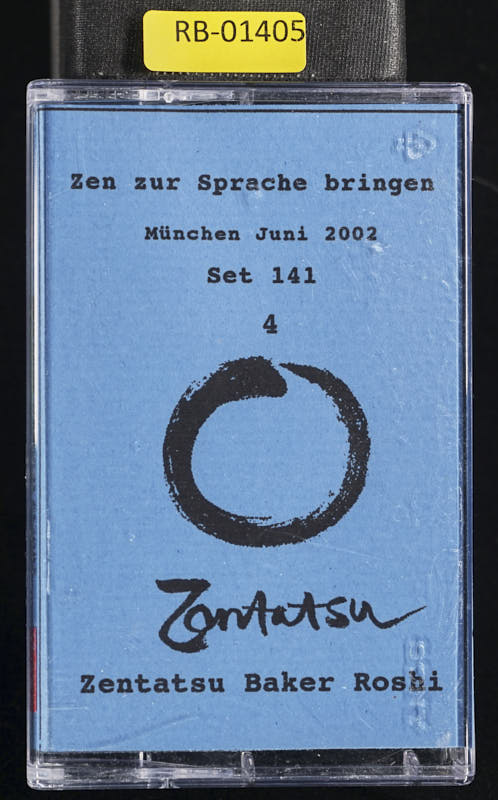 RB-01405
Zen zur Sprache bringen
München Juni 2002
Set 141
4
Zentatsu
Zentatsu Baker Roshi